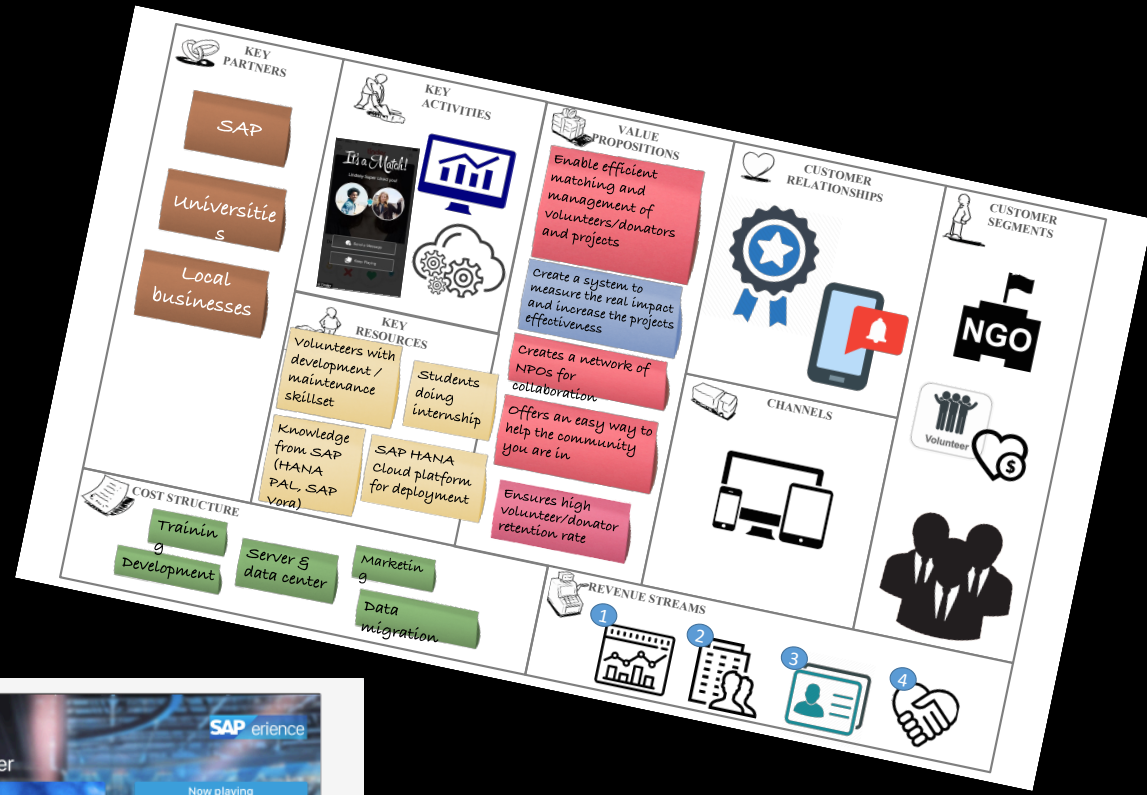 KEY
PARTNERS
SAP
Universitie
s
Local
businesses
KEY
ACTIVITIES
It's a Match!
KEY
RESOURCES
Volunteers with
development /
maintenance
skillset
Students
doing
internship
Knowledge
from SAP
(HANA
PAL, SAP
Vora)
SAP HANA
Cloud platform
for deployment
VALUE
PROPOSITIONS
Enable efficient
matching and
management of
volunteers/donators
and projects
Create a system to
measure the real impact
and increase the projects
effectiveness
Creates a network of
NPOs for
collaboration
Offers an easy way to
help the community
you are in
Ensures high
volunteer/donator
retention rate
CUSTOMER
RELATIONSHIPS
CHANNELS
CUSTOMER
SEGMENTS
NGO
Volunteer
$
COST STRUCTURE
Trainin
g
Development
Server &
data center
Marketin
g
Data
migration
REVENUE STREAMS
1
2
3
4
SAP erience
er
Now playing